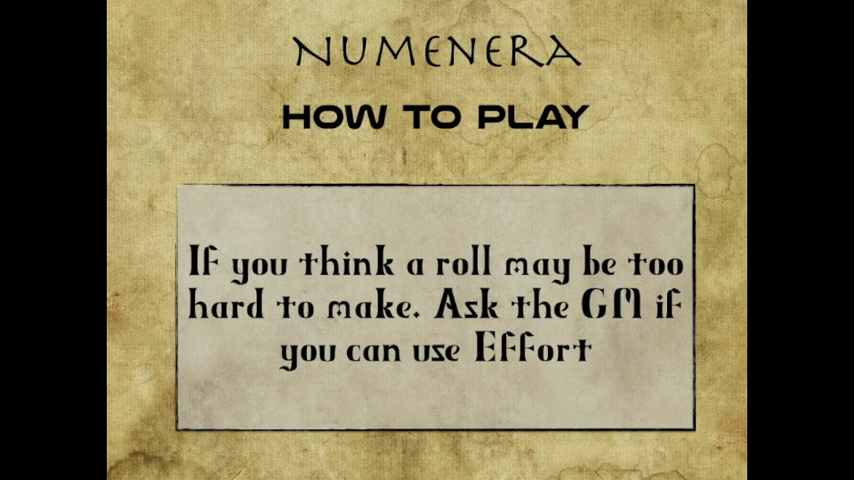 NUMENERA
HOW TO PLAY
If you think a roll may be too
hard to make. Ask the GM if
you can use Effort